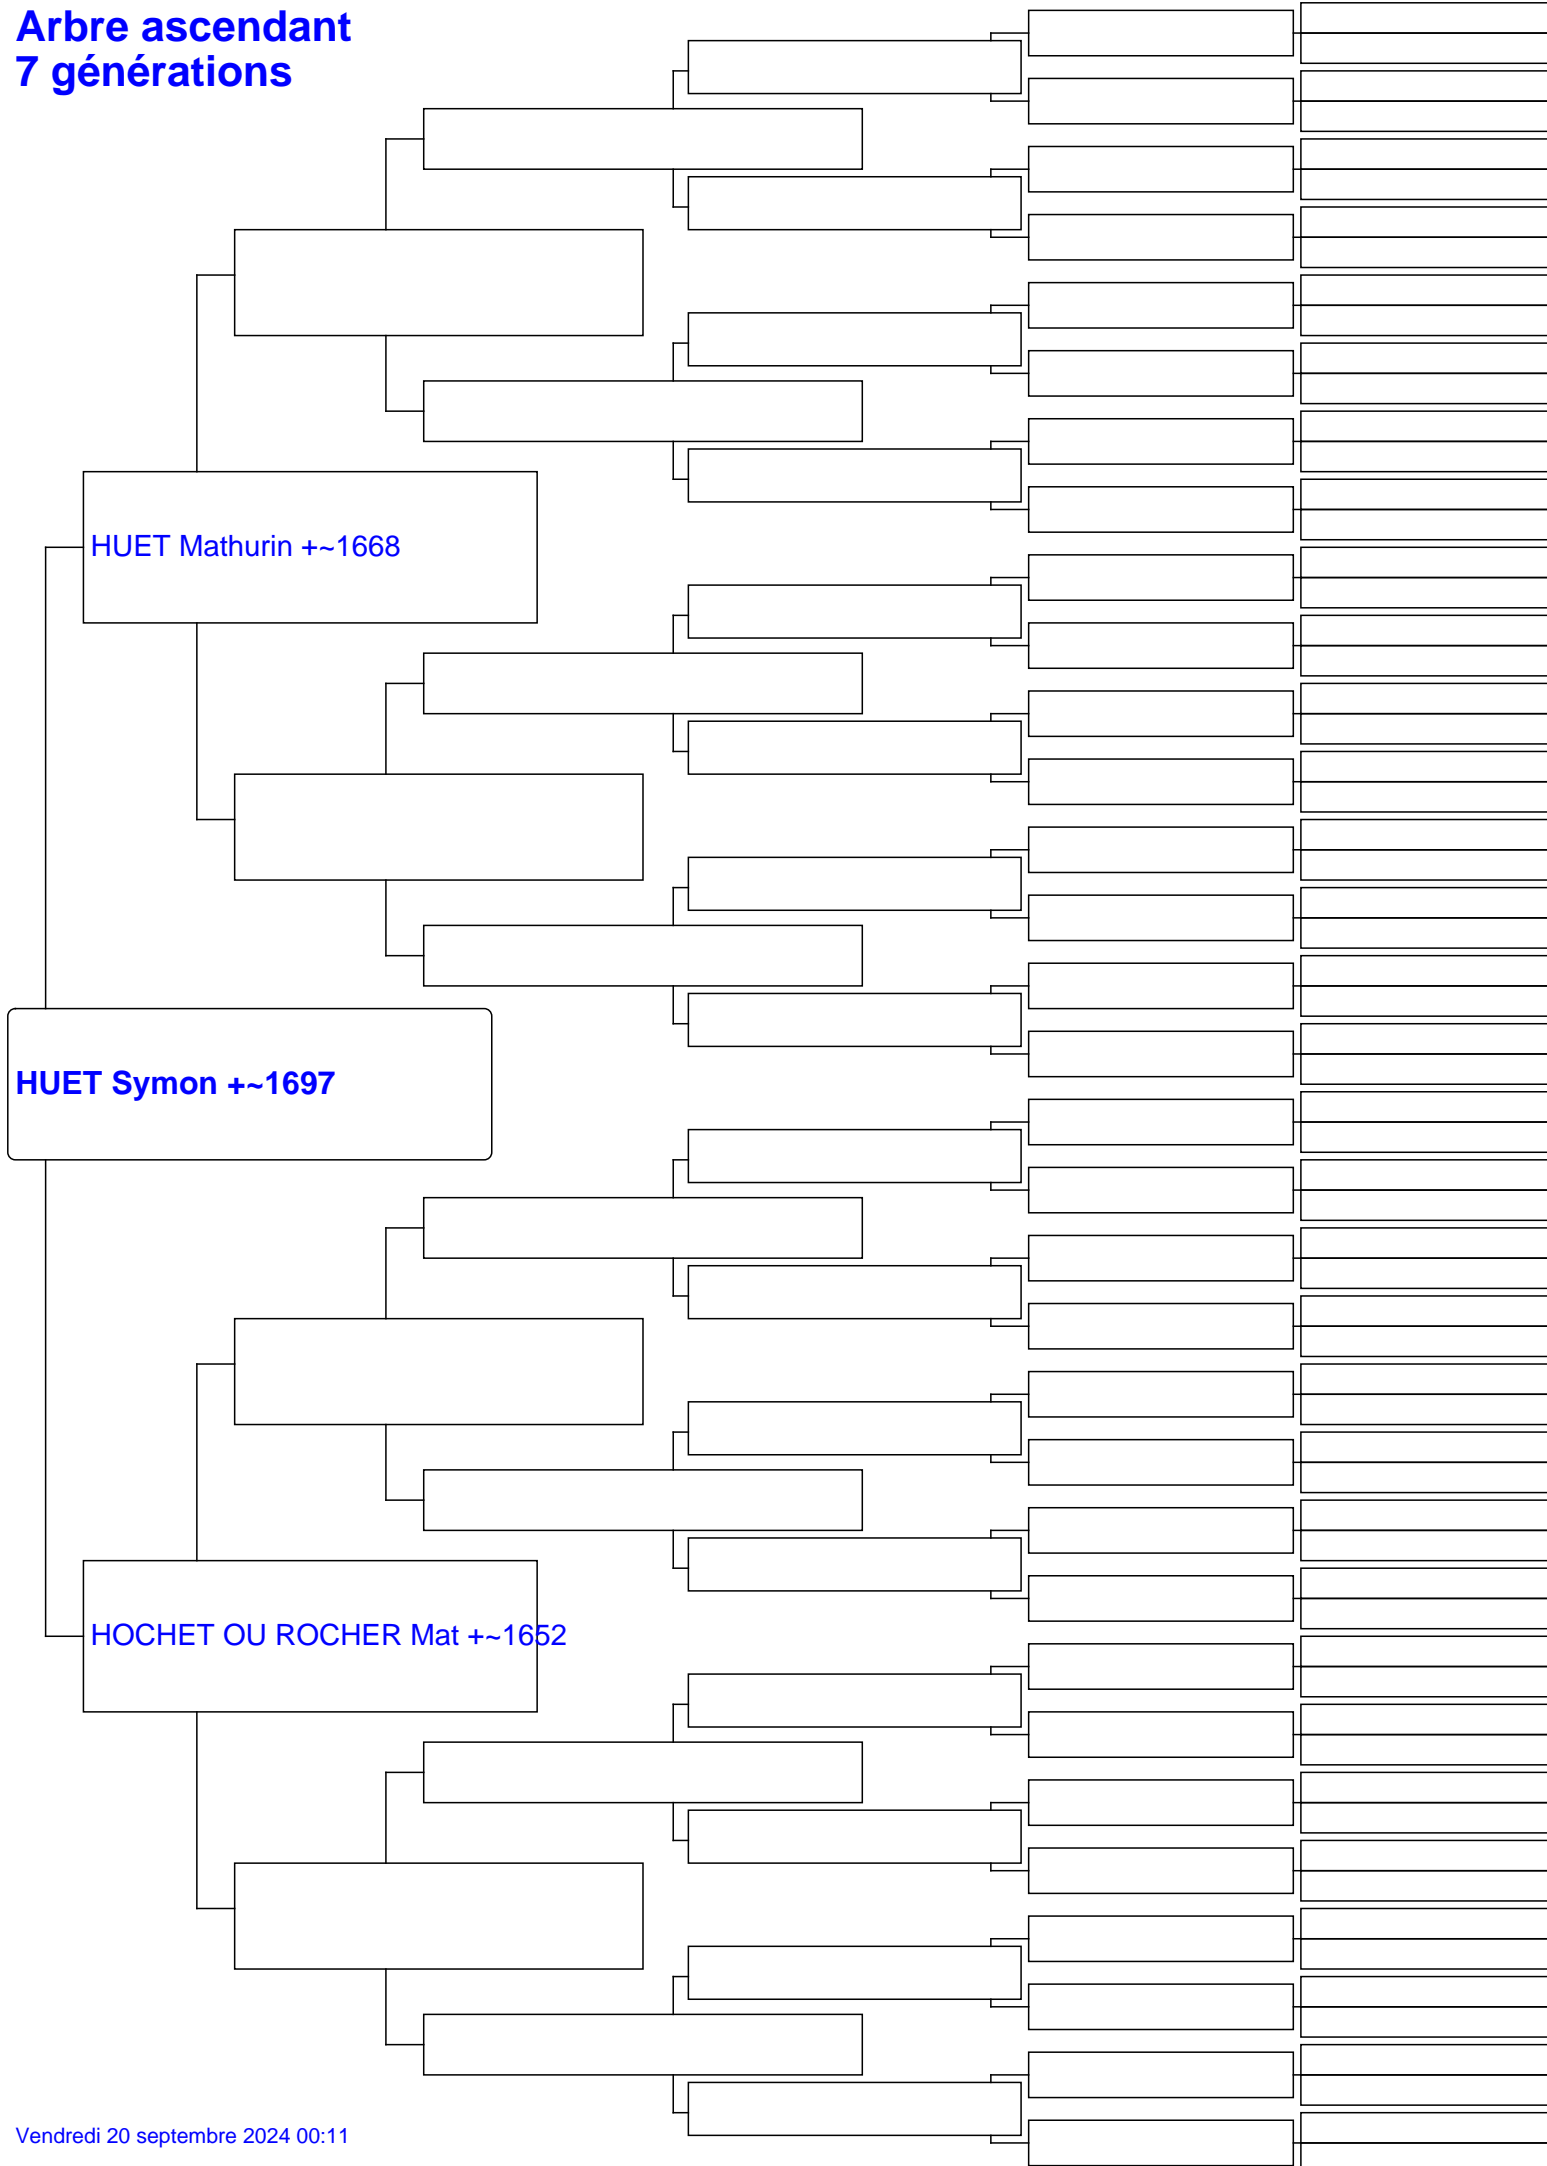 Arbre ascendant
7 générations
HUET Mathurin +~1668
HUET Symon +~1697
HOCHET OU ROCHER Mat +~1652
Vendredi 20 septembre 2024 00:11